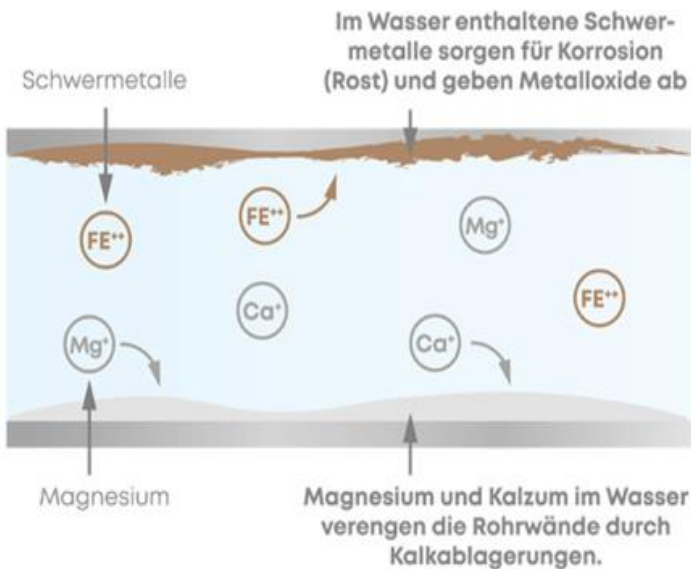 Im Wasser enthaltene Schwer-
metalle sorgen für Korrosion
(Rost) und geben Metalloxide ab
Schwermetalle
FE⁺⁺
FE⁺⁺
Mg⁺
FE⁺⁺
Ca⁺
Mg⁺
Ca⁺
Magnesium
Magnesium und Kalzum im Wasser
verengen die Rohrwände durch
Kalkablagerungen.